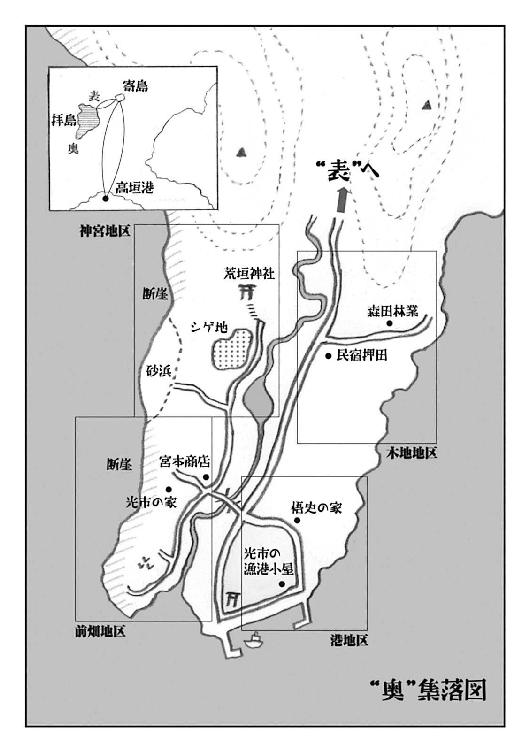 寄島
表
拝島
奥
高垣港
“表”へ
神宮地区
断崖
荒垣神社
シゲ地
砂浜
森田林業
民宿押田
木地地区
断崖
宮本商店
光市の家
悟史の家
光市の
漁港小屋
前畑地区
港地区
“奥”集落図